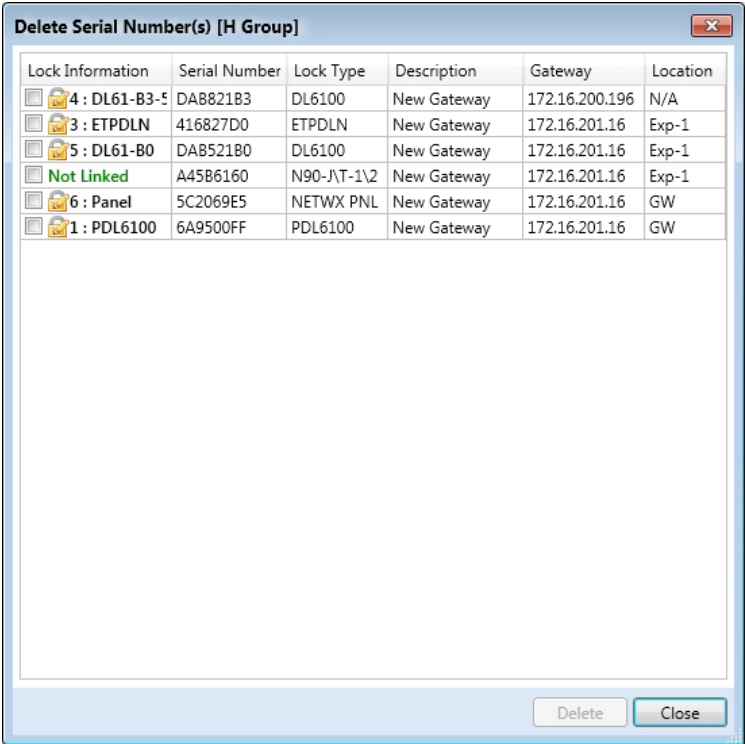 Delete Serial Number(s) [H Group]
Lock Information Serial Number Lock Type Description Gateway Location
4 : DL61-B3-5 DAB821B3 DL6100 New Gateway 172.16.200.196 N/A
3 : ETPDLN 416827D0 ETPDLN New Gateway 172.16.201.16 Exp-1
5 : DL61-B0 DAB521B0 DL6100 New Gateway 172.16.201.16 Exp-1
Not Linked A45B6160 N90-J\T-1\2 New Gateway 172.16.201.16 Exp-1
6 : Panel 5C2069E5 NETWX PNL New Gateway 172.16.201.16 GW
1 : PDL6100 6A9500FF PDL6100 New Gateway 172.16.201.16 GW
Delete Close